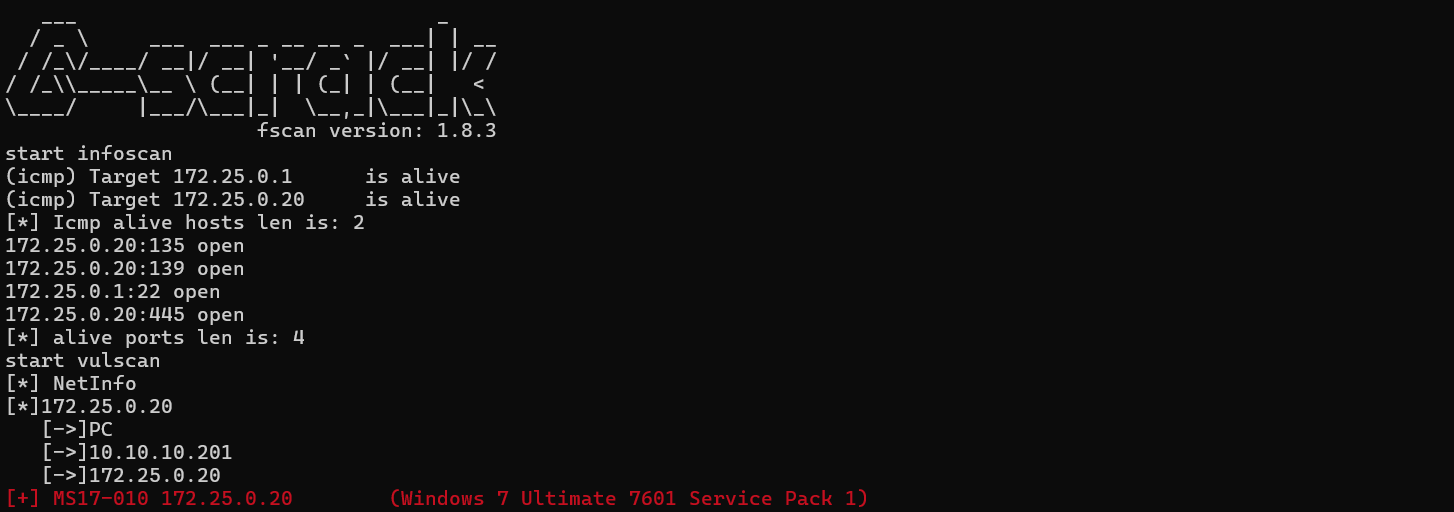 ___                              _
  / _ \     ___  ___ _ __ __ _  ___| | __
 / /_\/____/ __|/ __| '__/ _` |/ __| |/ /
/ /_\\_____\__ \ (__| | | (_| | (__|   <
\____/     |___/\___|_|  \__,_|\___|_|\_\
                     fscan version: 1.8.3
start infoscan
(icmp) Target 172.25.0.1      is alive
(icmp) Target 172.25.0.20     is alive
[*] Icmp alive hosts len is: 2
172.25.0.20:135 open
172.25.0.20:139 open
172.25.0.1:22 open
172.25.0.20:445 open
[*] alive ports len is: 4
start vulscan
[*] NetInfo
[*]172.25.0.20
   [->]PC
   [->]10.10.10.201
   [->]172.25.0.20
[+] MS17-010 172.25.0.20        (Windows 7 Ultimate 7601 Service Pack 1)